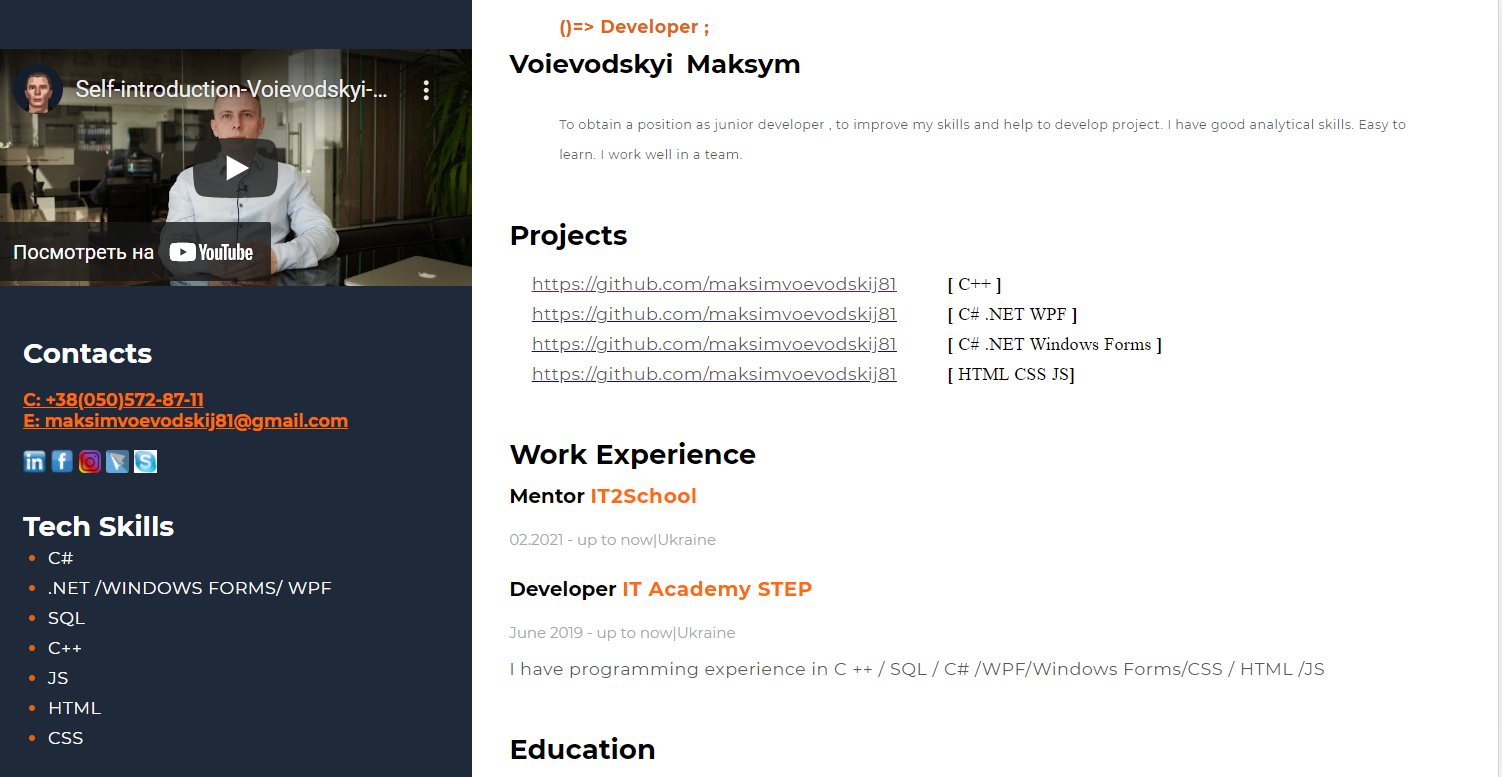 Self-introduction-Voievodskyi-...
Посмотреть на YouTube
Contacts
C: +38(050)572-87-11
E: maksimvoevodskij81@gmail.com
in f S
Tech Skills
C#
.NET /WINDOWS FORMS/ WPF
SQL
C++
JS
HTML
CSS
()=> Developer ;
Voievodskyi Maksym
To obtain a position as junior developer , to improve my skills and help to develop project. I have good analytical skills. Easy to
learn. I work well in a team.
Projects
https://github.com/maksimvoevodskij81 [ C++ ]
https://github.com/maksimvoevodskij81 [ C# .NET WPF ]
https://github.com/maksimvoevodskij81 [ C# .NET Windows Forms ]
https://github.com/maksimvoevodskij81 [ HTML CSS JS]
Work Experience
Mentor IT2School
02.2021 - up to now|Ukraine
Developer IT Academy STEP
June 2019 - up to now|Ukraine
I have programming experience in C ++ / SQL / C# /WPF/Windows Forms/CSS / HTML /JS
Education